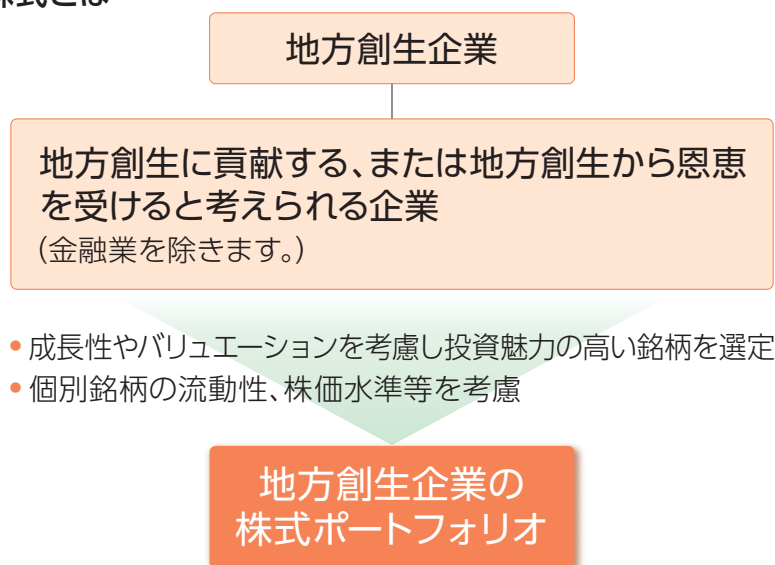 株式とは
地方創生企業
地方創生に貢献する、または地方創生から恩恵
を受けると考えられる企業
(金融業を除きます。)
• 成長性やバリュエーションを考慮し投資魅力の高い銘柄を選定
• 個別銘柄の流動性、株価水準等を考慮
地方創生企業の
株式ポートフォリオ